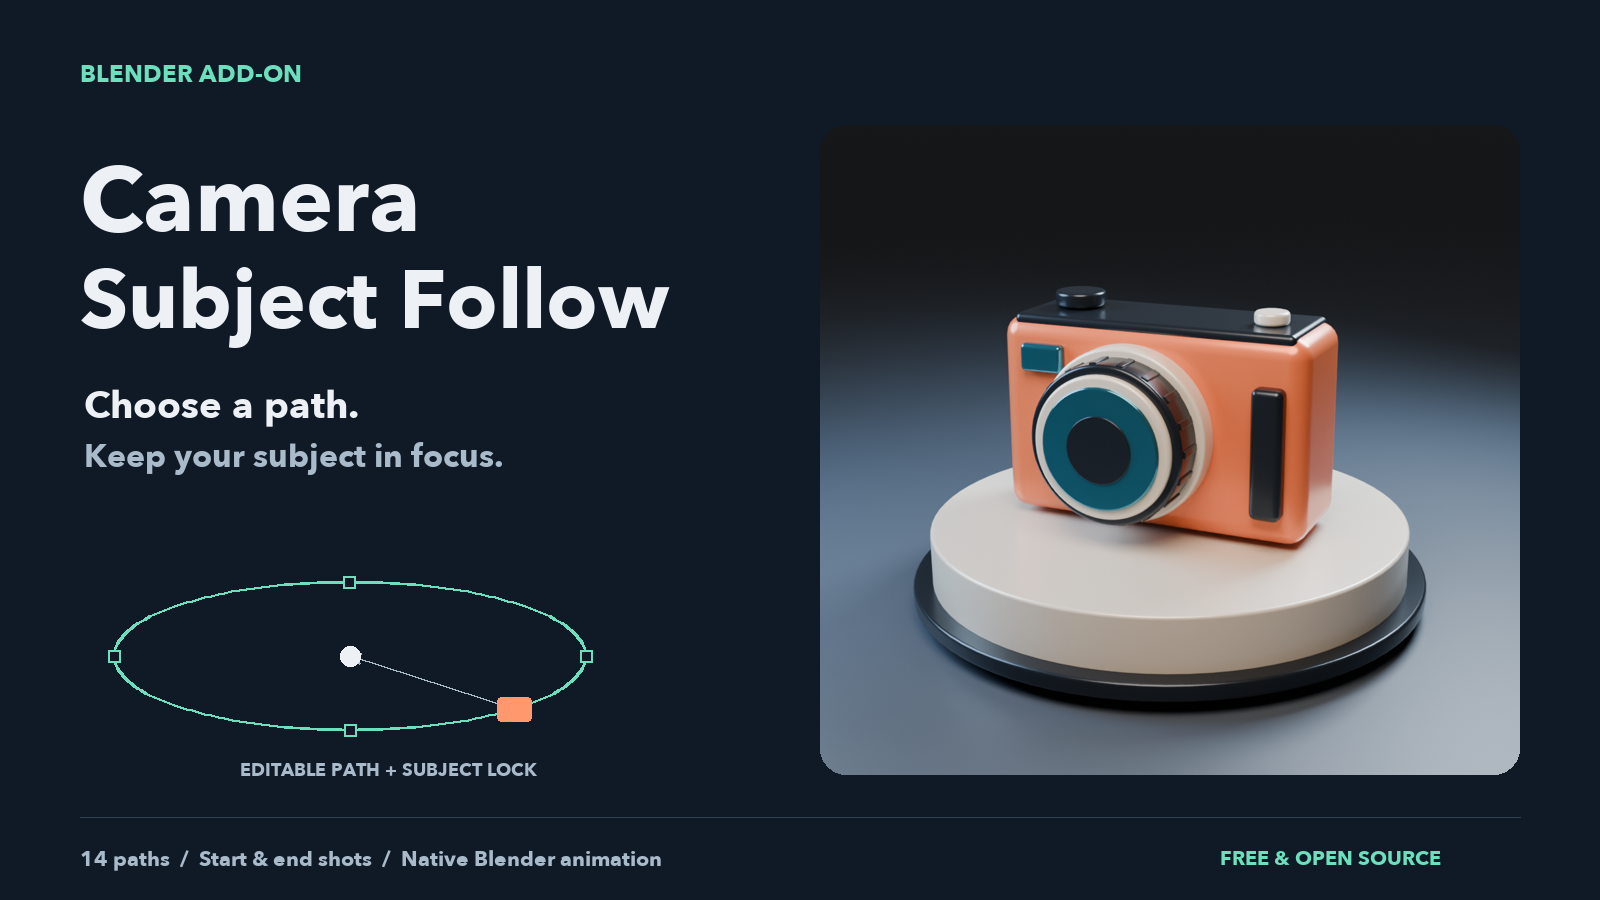 BLENDER ADD-ON
Camera
Subject Follow
Choose a path.
Keep your subject in focus.
EDITABLE PATH + SUBJECT LOCK
14 paths / Start & end shots / Native Blender animation
FREE & OPEN SOURCE